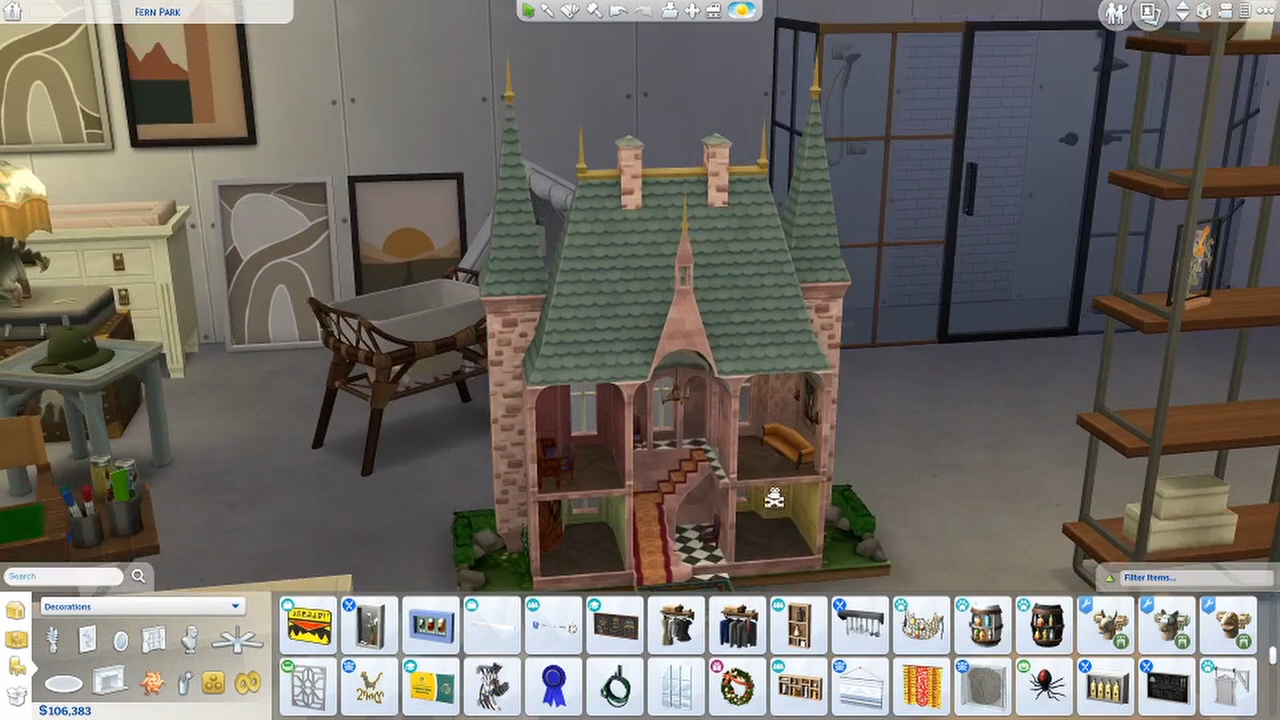 FERN PARK
Search
Filter Items...
Decorations
$106,383